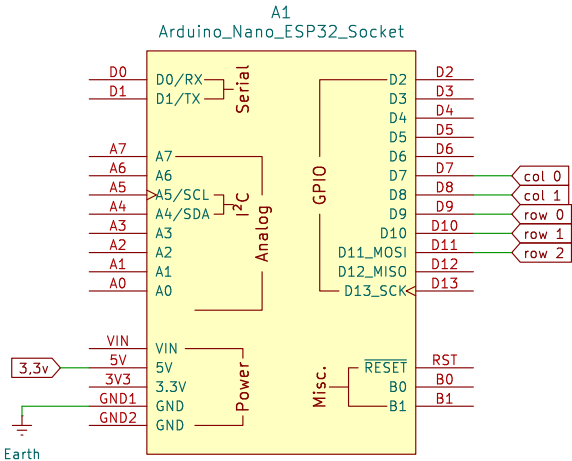 A1
Arduino_Nano_ESP32_Socket
D0 D0/RX
D1 D1/TX
Serial
A7 A7
A6 A6
A5 A5/SCL
A4 A4/SDA
I²C
A3 A3
A2 A2
A1 A1
A0 A0
Analog
VIN VIN
3,3v 5V 5V
3V3 3.3V
GND1 GND
GND2 GND
Power
Earth
GPIO
D2 D2
D3 D3
D4 D4
D5 D5
D6 D6
D7 D7 col 0
D8 D8 col 1
D9 D9 row 0
D10 D10 row 1
D11_MOSI D11 row 2
D12_MISO D12
D13_SCK D13
Misc.
RESET RST
B0 B0
B1 B1